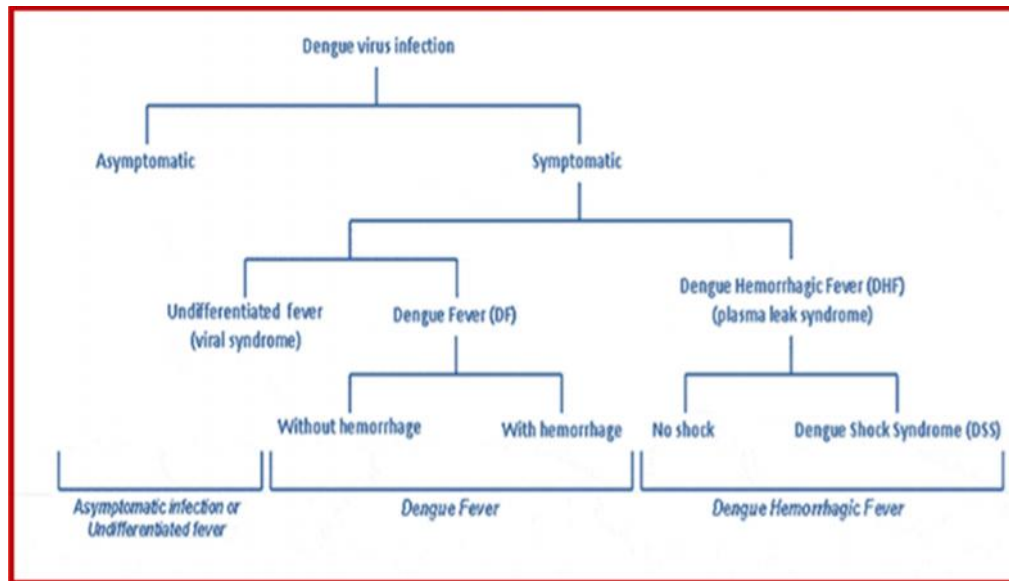 Dengue virus infection
Asymptomatic
Symptomatic
Undifferentiated fever
(viral syndrome)
Dengue Fever (DF)
Dengue Hemorrhagic Fever (DHF)
(plasma leak syndrome)
Without hemorrhage
With hemorrhage
No shock
Dengue Shock Syndrome (DSS)
Asymptomatic infection or
Undifferentiated fever
Dengue Fever
Dengue Hemorrhagic Fever